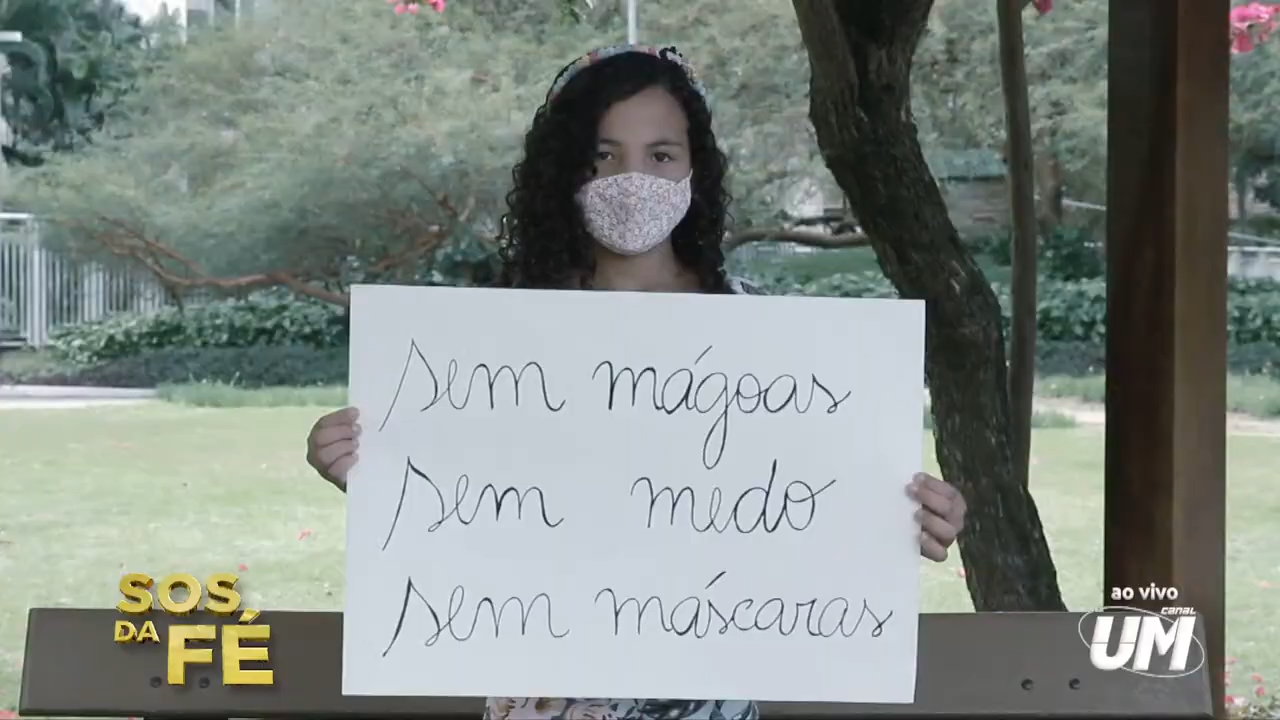 sem mágoas
sem medo
sem máscaras
SOS
DA FÉ
ao vivo
CANAL
UM